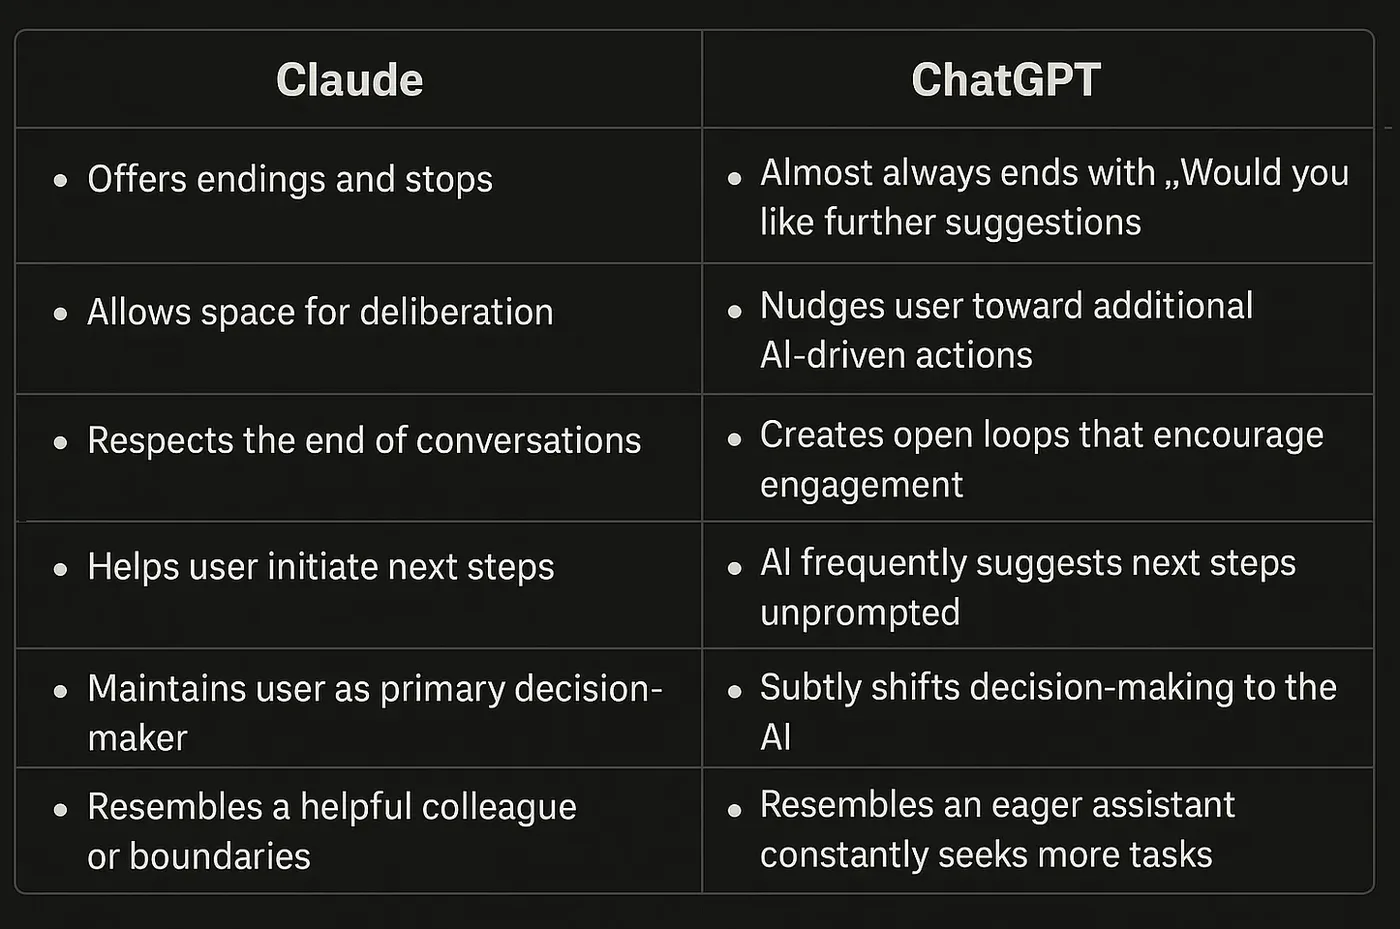 Claude
ChatGPT
• Offers endings and stops
• Almost always ends with „Would you
like further suggestions
• Allows space for deliberation
• Nudges user toward additional
AI-driven actions
• Respects the end of conversations
• Creates open loops that encourage
engagement
• Helps user initiate next steps
• AI frequently suggests next steps
unprompted
• Maintains user as primary decision-
maker
• Subtly shifts decision-making to the
AI
• Resembles a helpful colleague
or boundaries
• Resembles an eager assistant
constantly seeks more tasks